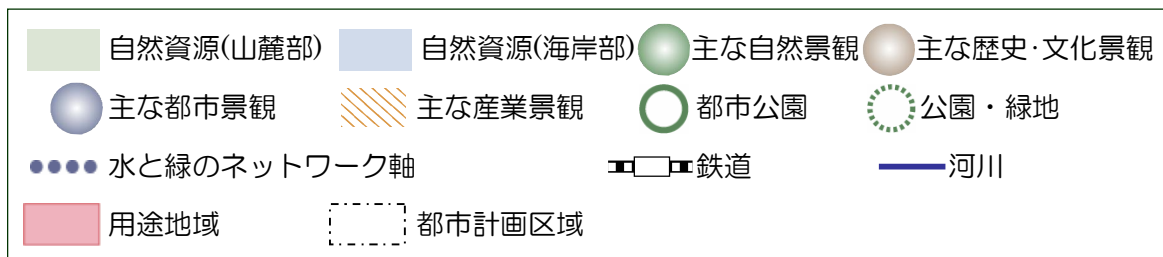 自然資源(山麓部) 自然資源(海岸部) 主な自然景観 主な歴史･文化景観
主な都市景観 主な産業景観 都市公園 公園・緑地
水と緑のネットワーク軸 鉄道 河川
用途地域 都市計画区域